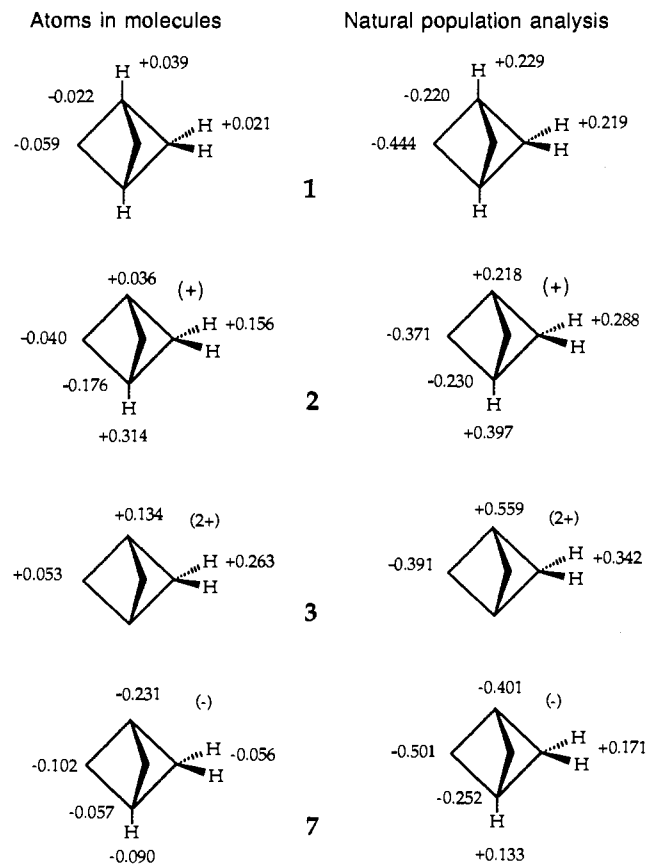 Atoms in molecules
Natural population analysis
H +0.039
-0.022
-0.059
H +0.021
H
H
1
H +0.229
-0.220
-0.444
H +0.219
H
H
+0.036 (+)
-0.040
H +0.156
H
-0.176
H
+0.314
2
+0.218 (+)
-0.371
H +0.288
H
-0.230
H
+0.397
+0.134 (2+)
+0.053
H +0.263
H
3
+0.559 (2+)
-0.391
H +0.342
H
-0.231 (-)
-0.102
H -0.056
H
-0.057
H
-0.090
7
-0.401 (-)
-0.501
H +0.171
H
-0.252
H
+0.133